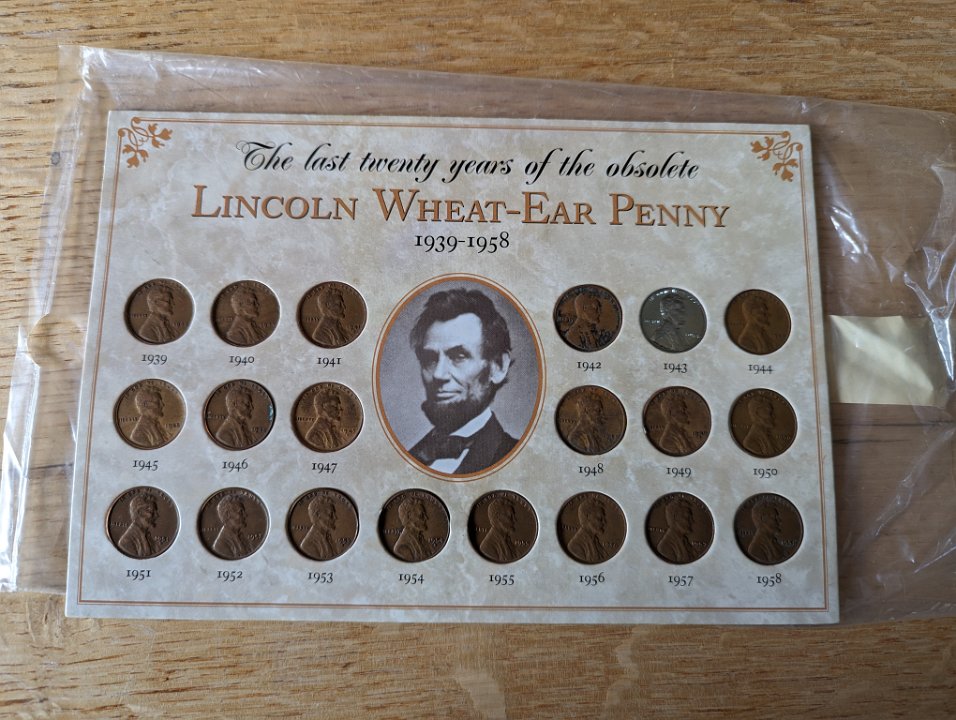 The last twenty years of the obsolete
LINCOLN WHEAT-EAR PENNY
1939-1958
1939 1940 1941 1942 1943 1944
1945 1946 1947 1948 1949 1950
1951 1952 1953 1954 1955 1956 1957 1958